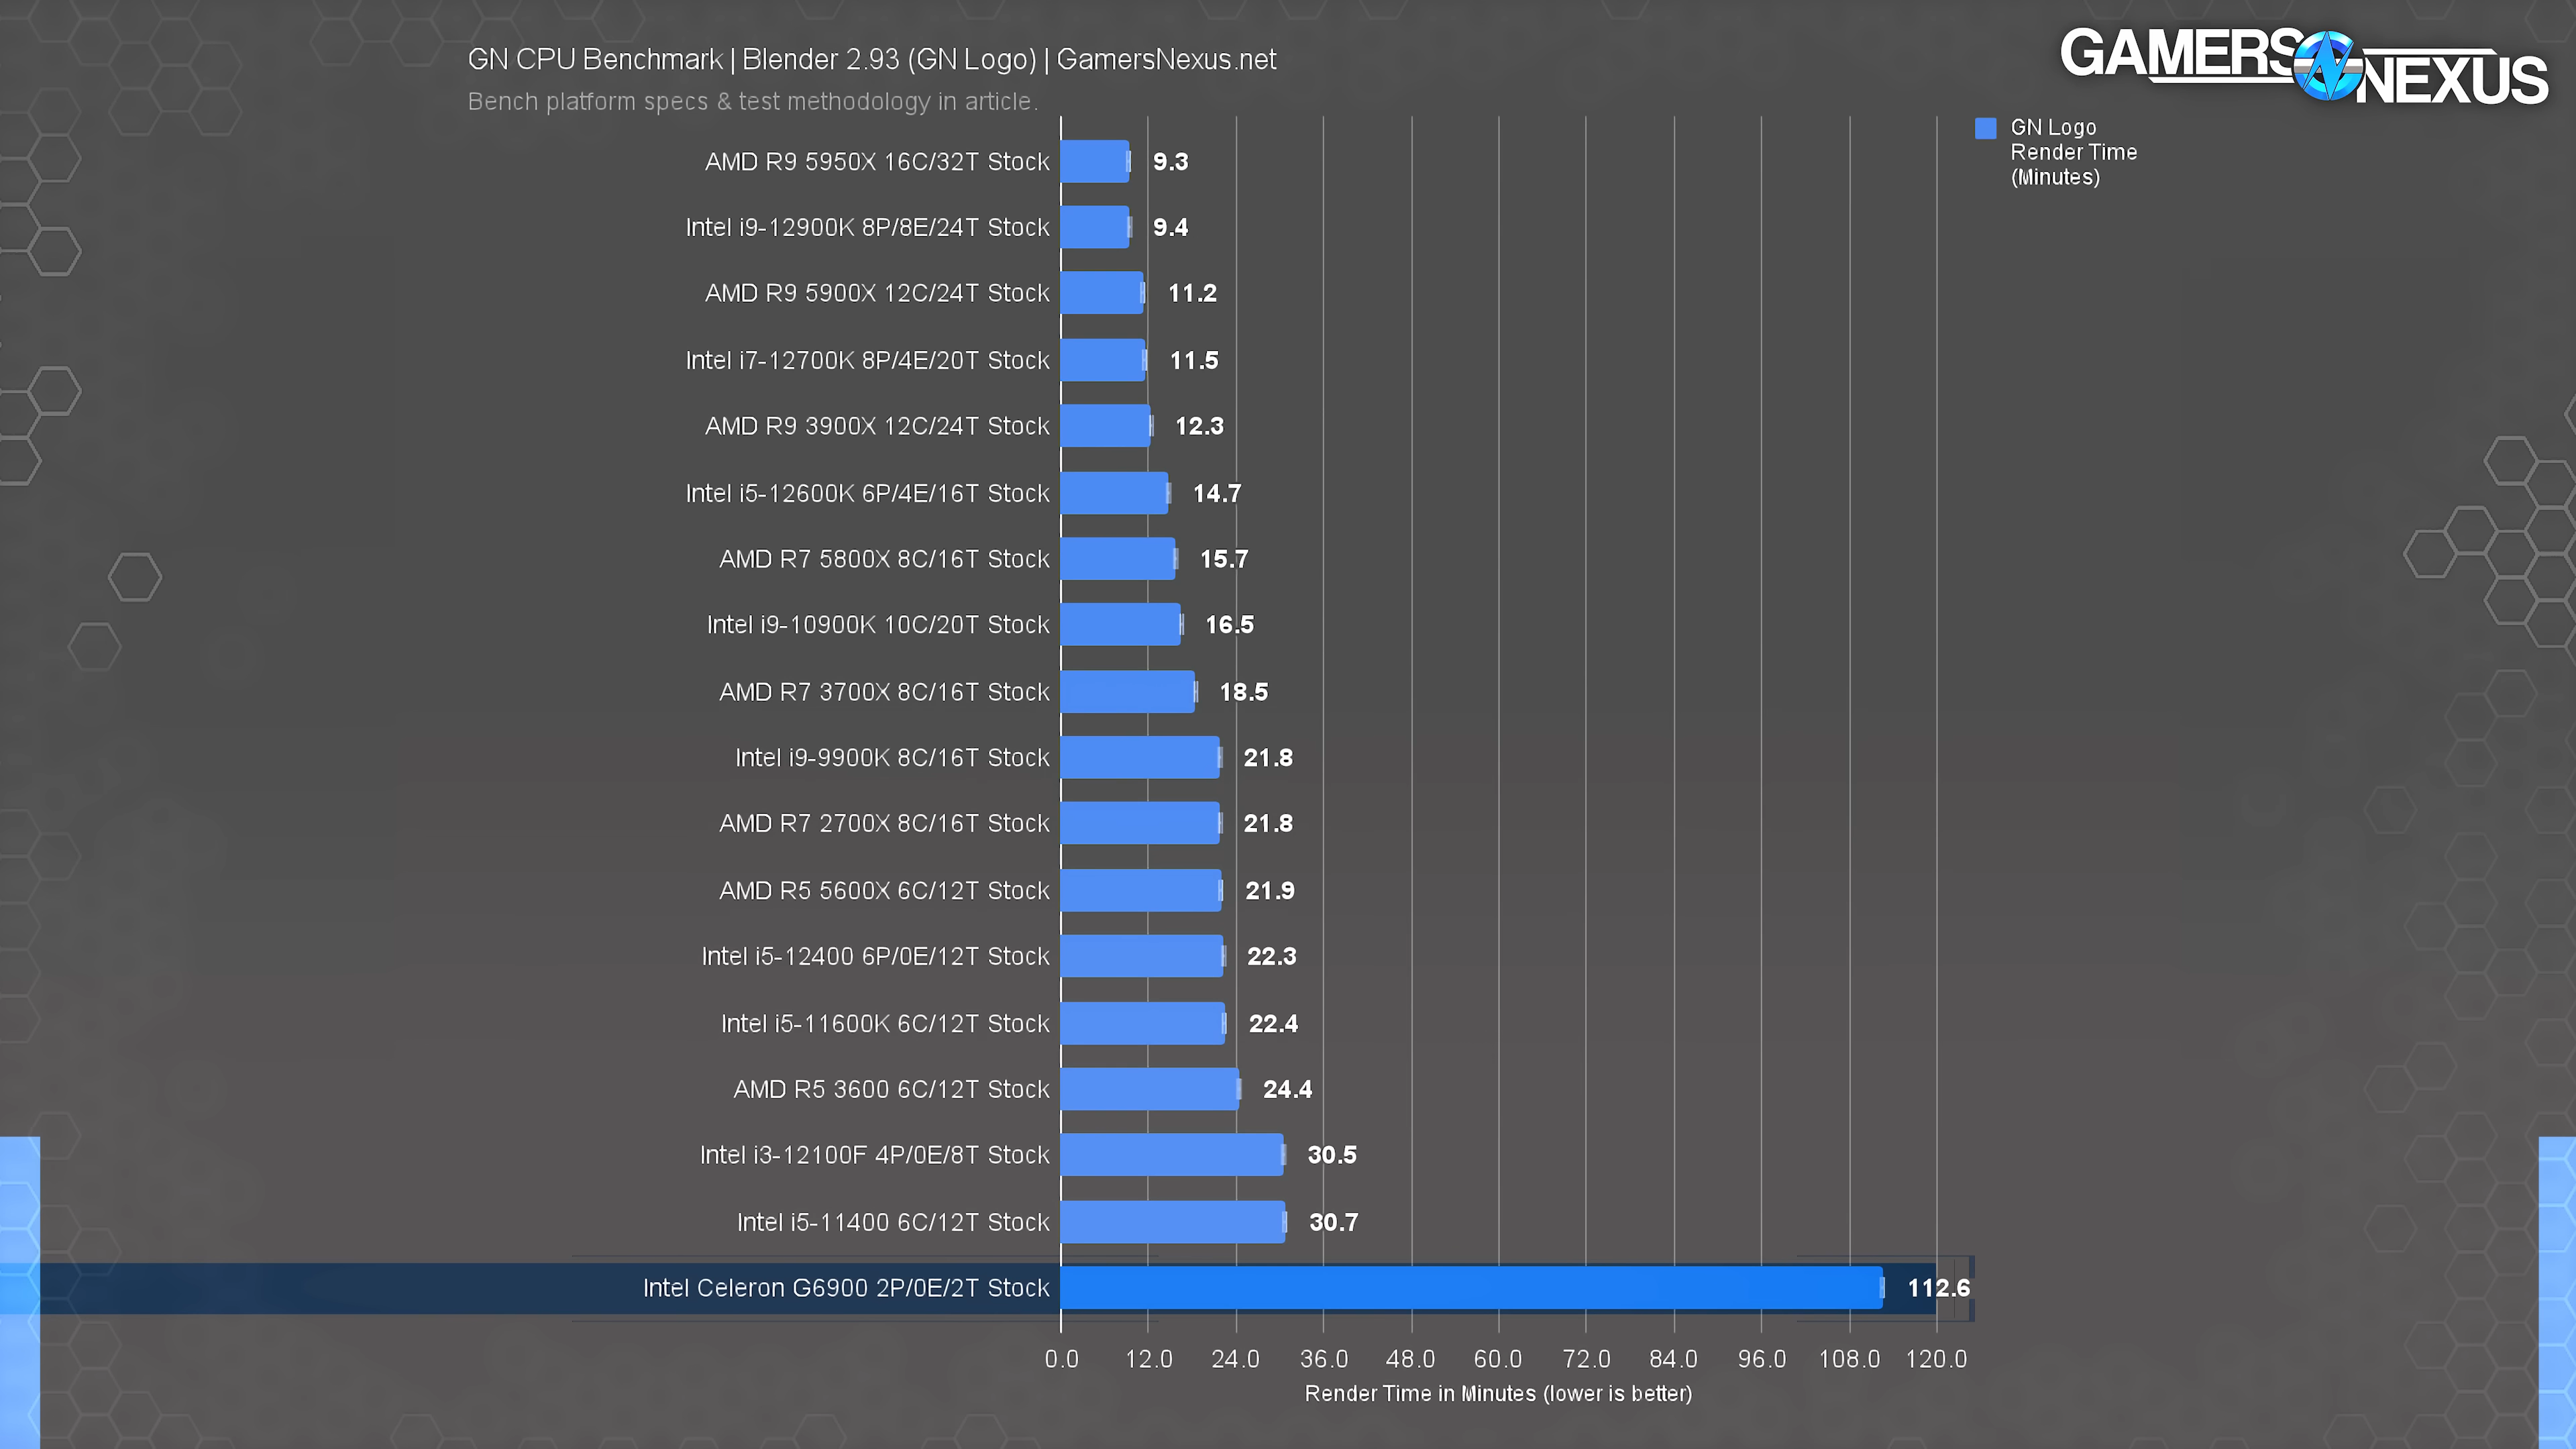 GN CPU Benchmark | Blender 2.93 (GN Logo) | GamersNexus.net
Bench platform specs & test methodology in article.
GAMERS NEXUS
GN Logo
Render Time
(Minutes)
AMD R9 5950X 16C/32T Stock 9.3
Intel i9-12900K 8P/8E/24T Stock 9.4
AMD R9 5900X 12C/24T Stock 11.2
Intel i7-12700K 8P/4E/20T Stock 11.5
AMD R9 3900X 12C/24T Stock 12.3
Intel i5-12600K 6P/4E/16T Stock 14.7
AMD R7 5800X 8C/16T Stock 15.7
Intel i9-10900K 10C/20T Stock 16.5
AMD R7 3700X 8C/16T Stock 18.5
Intel i9-9900K 8C/16T Stock 21.8
AMD R7 2700X 8C/16T Stock 21.8
AMD R5 5600X 6C/12T Stock 21.9
Intel i5-12400 6P/0E/12T Stock 22.3
Intel i5-11600K 6C/12T Stock 22.4
AMD R5 3600 6C/12T Stock 24.4
Intel i3-12100F 4P/0E/8T Stock 30.5
Intel i5-11400 6C/12T Stock 30.7
Intel Celeron G6900 2P/0E/2T Stock 112.6
0.0 12.0 24.0 36.0 48.0 60.0 72.0 84.0 96.0 108.0 120.0
Render Time in Minutes (lower is better)